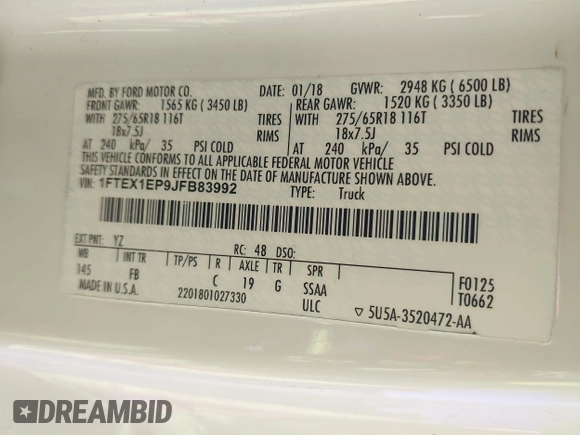 MFD. BY FORD MOTOR CO.
DATE: 01/18 GVWR: 2948 KG ( 6500 LB)
FRONT GAWR: 1565 KG ( 3450 LB) REAR GAWR: 1520 KG ( 3350 LB)
WITH 275/65R18 116T TIRES WITH 275/65R18 116T TIRES
18x7.5J RIMS 18x7.5J RIMS
AT 240 kPa/ 35 PSI COLD AT 240 kPa/ 35 PSI COLD
THIS VEHICLE CONFORMS TO ALL APPLICABLE FEDERAL MOTOR VEHICLE
SAFETY STANDARDS IN EFFECT ON THE DATE OF MANUFACTURE SHOWN ABOVE.
VIN: 1FTEX1EP9JFB83992 TYPE: Truck
EXT PNT: YZ RC: 48 DSO:
WB INT TR TP/PS R AXLE TR SPR
145 FB C 19 G SSAA F0125
MADE IN U.S.A. 2201801027330 ULC T0662
5U5A-3520472-AA
DREAMBID